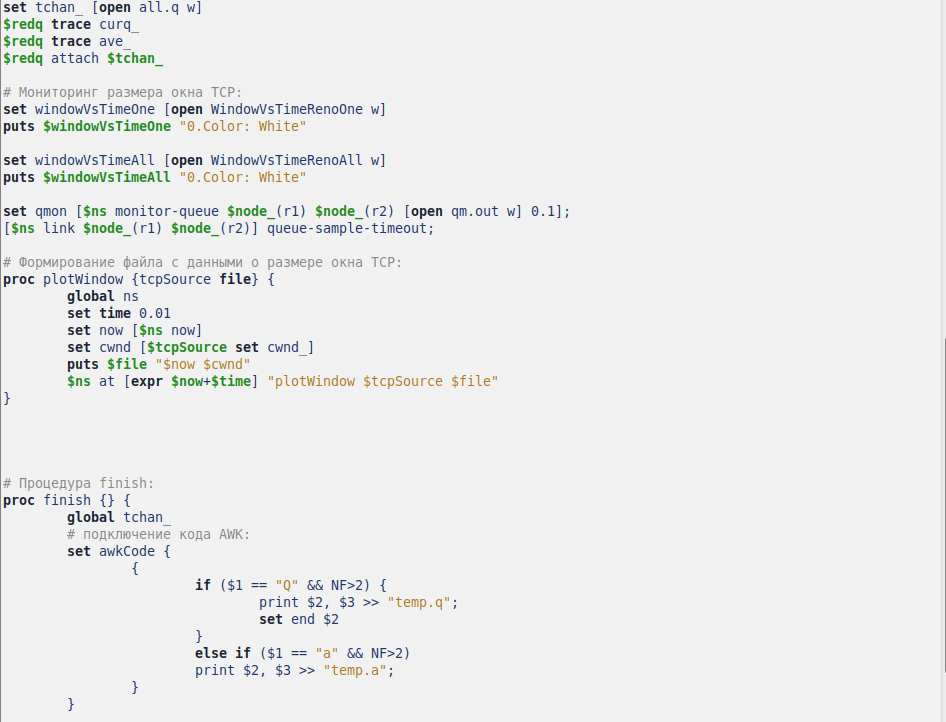 set tchan_ [open all.q w]
$redq trace curq_
$redq trace ave_
$redq attach $tchan_
# Мониторинг размера окна TCP:
set windowVsTimeOne [open WindowVsTimeRenoOne w]
puts $windowVsTimeOne "0.Color: White"
set windowVsTimeAll [open WindowVsTimeRenoAll w]
puts $windowVsTimeAll "0.Color: White"
set qmon [$ns monitor-queue $node_(r1) $node_(r2) [open qm.out w] 0.1];
[$ns link $node_(r1) $node_(r2)] queue-sample-timeout;
# Формирование файла с данными о размере окна TCP:
proc plotWindow {tcpSource file} {
        global ns
        set time 0.01
        set now [$ns now]
        set cwnd [$tcpSource set cwnd_]
        puts $file "$now $cwnd"
        $ns at [expr $now+$time] "plotWindow $tcpSource $file"
}
# Процедура finish:
proc finish {} {
        global tchan_
        # подключение кода AWK:
        set awkCode {
                {
                        if ($1 == "Q" && NF>2) {
                                print $2, $3 >> "temp.q";
                                set end $2
                        }
                        else if ($1 == "a" && NF>2)
                        print $2, $3 >> "temp.a";
                }
        }